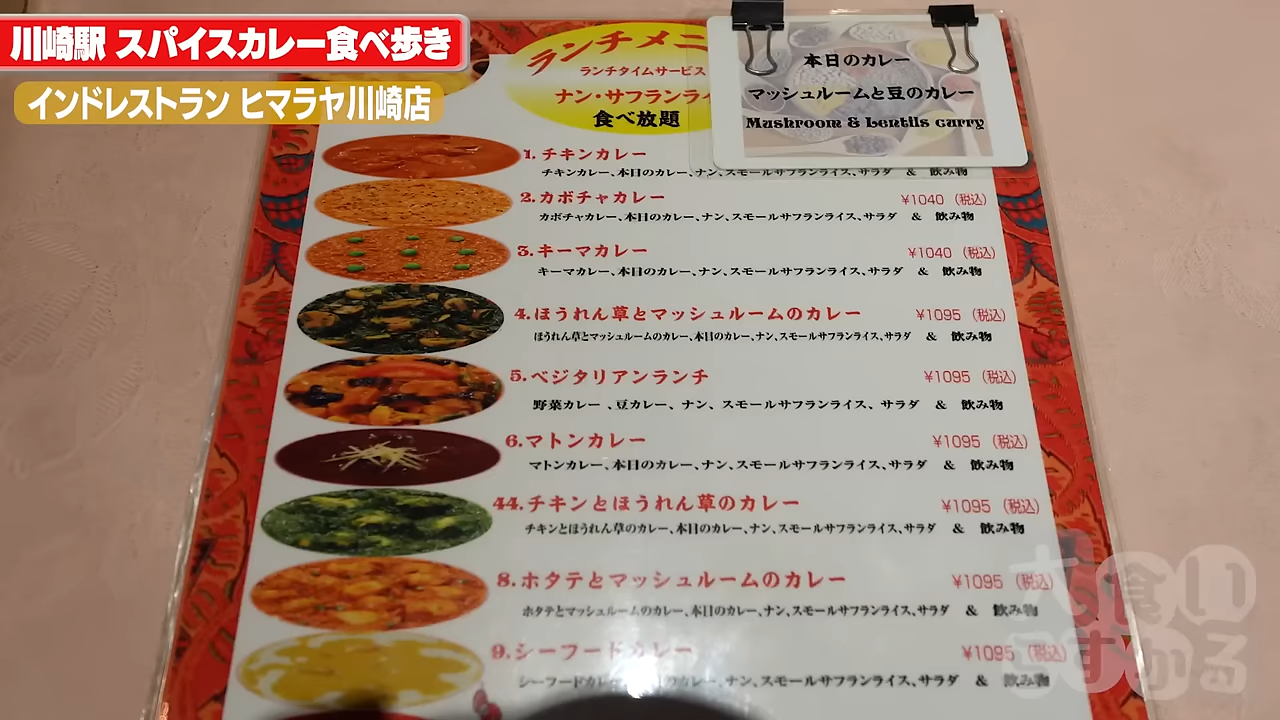 川崎駅 スパイスカレー食べ歩き
インドレストラン ヒマラヤ川崎店
ランチメニ
ランチタイムサービス
ナン・サフランライ
食べ放題
本日のカレー
マッシュルームと豆のカレー
Mushroom & Lentils curry
1. チキンカレー
チキンカレー、本日のカレー、ナン、スモールサフランライス、サラダ & 飲み物
2. カボチャカレー ¥1040 (税込)
カボチャカレー、本日のカレー、ナン、スモールサフランライス、サラダ & 飲み物
3. キーマカレー ¥1040 (税込)
キーマカレー、本日のカレー、ナン、スモールサフランライス、サラダ & 飲み物
4. ほうれん草とマッシュルームのカレー ¥1095 (税込)
ほうれん草とマッシュルームのカレー、本日のカレー、ナン、スモールサフランライス、サラダ & 飲み物
5. ベジタリアンランチ ¥1095 (税込)
野菜カレー 、豆カレー、ナン、スモールサフランライス、サラダ & 飲み物
6. マトンカレー ¥1095 (税込)
マトンカレー、本日のカレー、ナン、スモールサフランライス、サラダ & 飲み物
44. チキンとほうれん草のカレー ¥1095 (税込)
チキンとほうれん草のカレー、本日のカレー、ナン、スモールサフランライス、サラダ & 飲み物
8. ホタテとマッシュルームのカレー ¥1095 (税込)
ホタテとマッシュルームのカレー、本日のカレー、ナン、スモールサフランライス、サラダ & 飲み物
9. シーフードカレー ¥1095 (税込)
シーフードカレー、ナン、スモールサフランライス、サラダ & 飲み物
大食い
こすかる